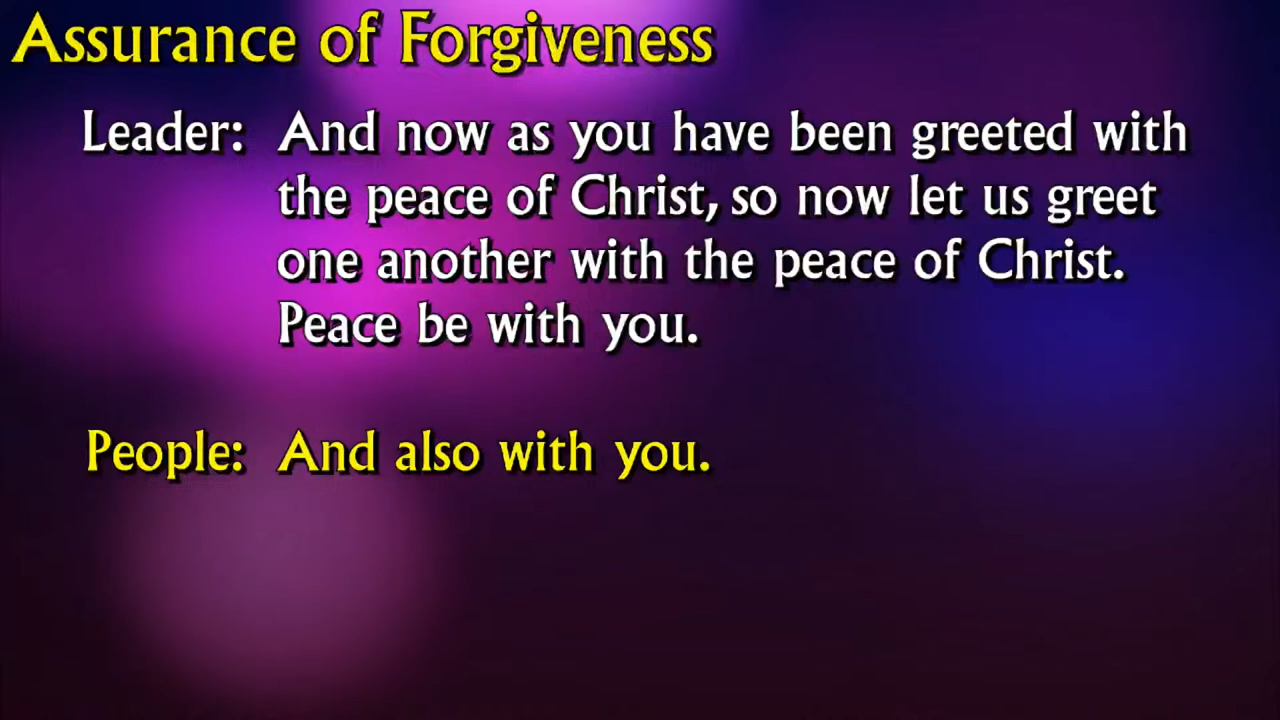 Assurance of Forgiveness
Leader: And now as you have been greeted with
the peace of Christ, so now let us greet
one another with the peace of Christ.
Peace be with you.
People: And also with you.